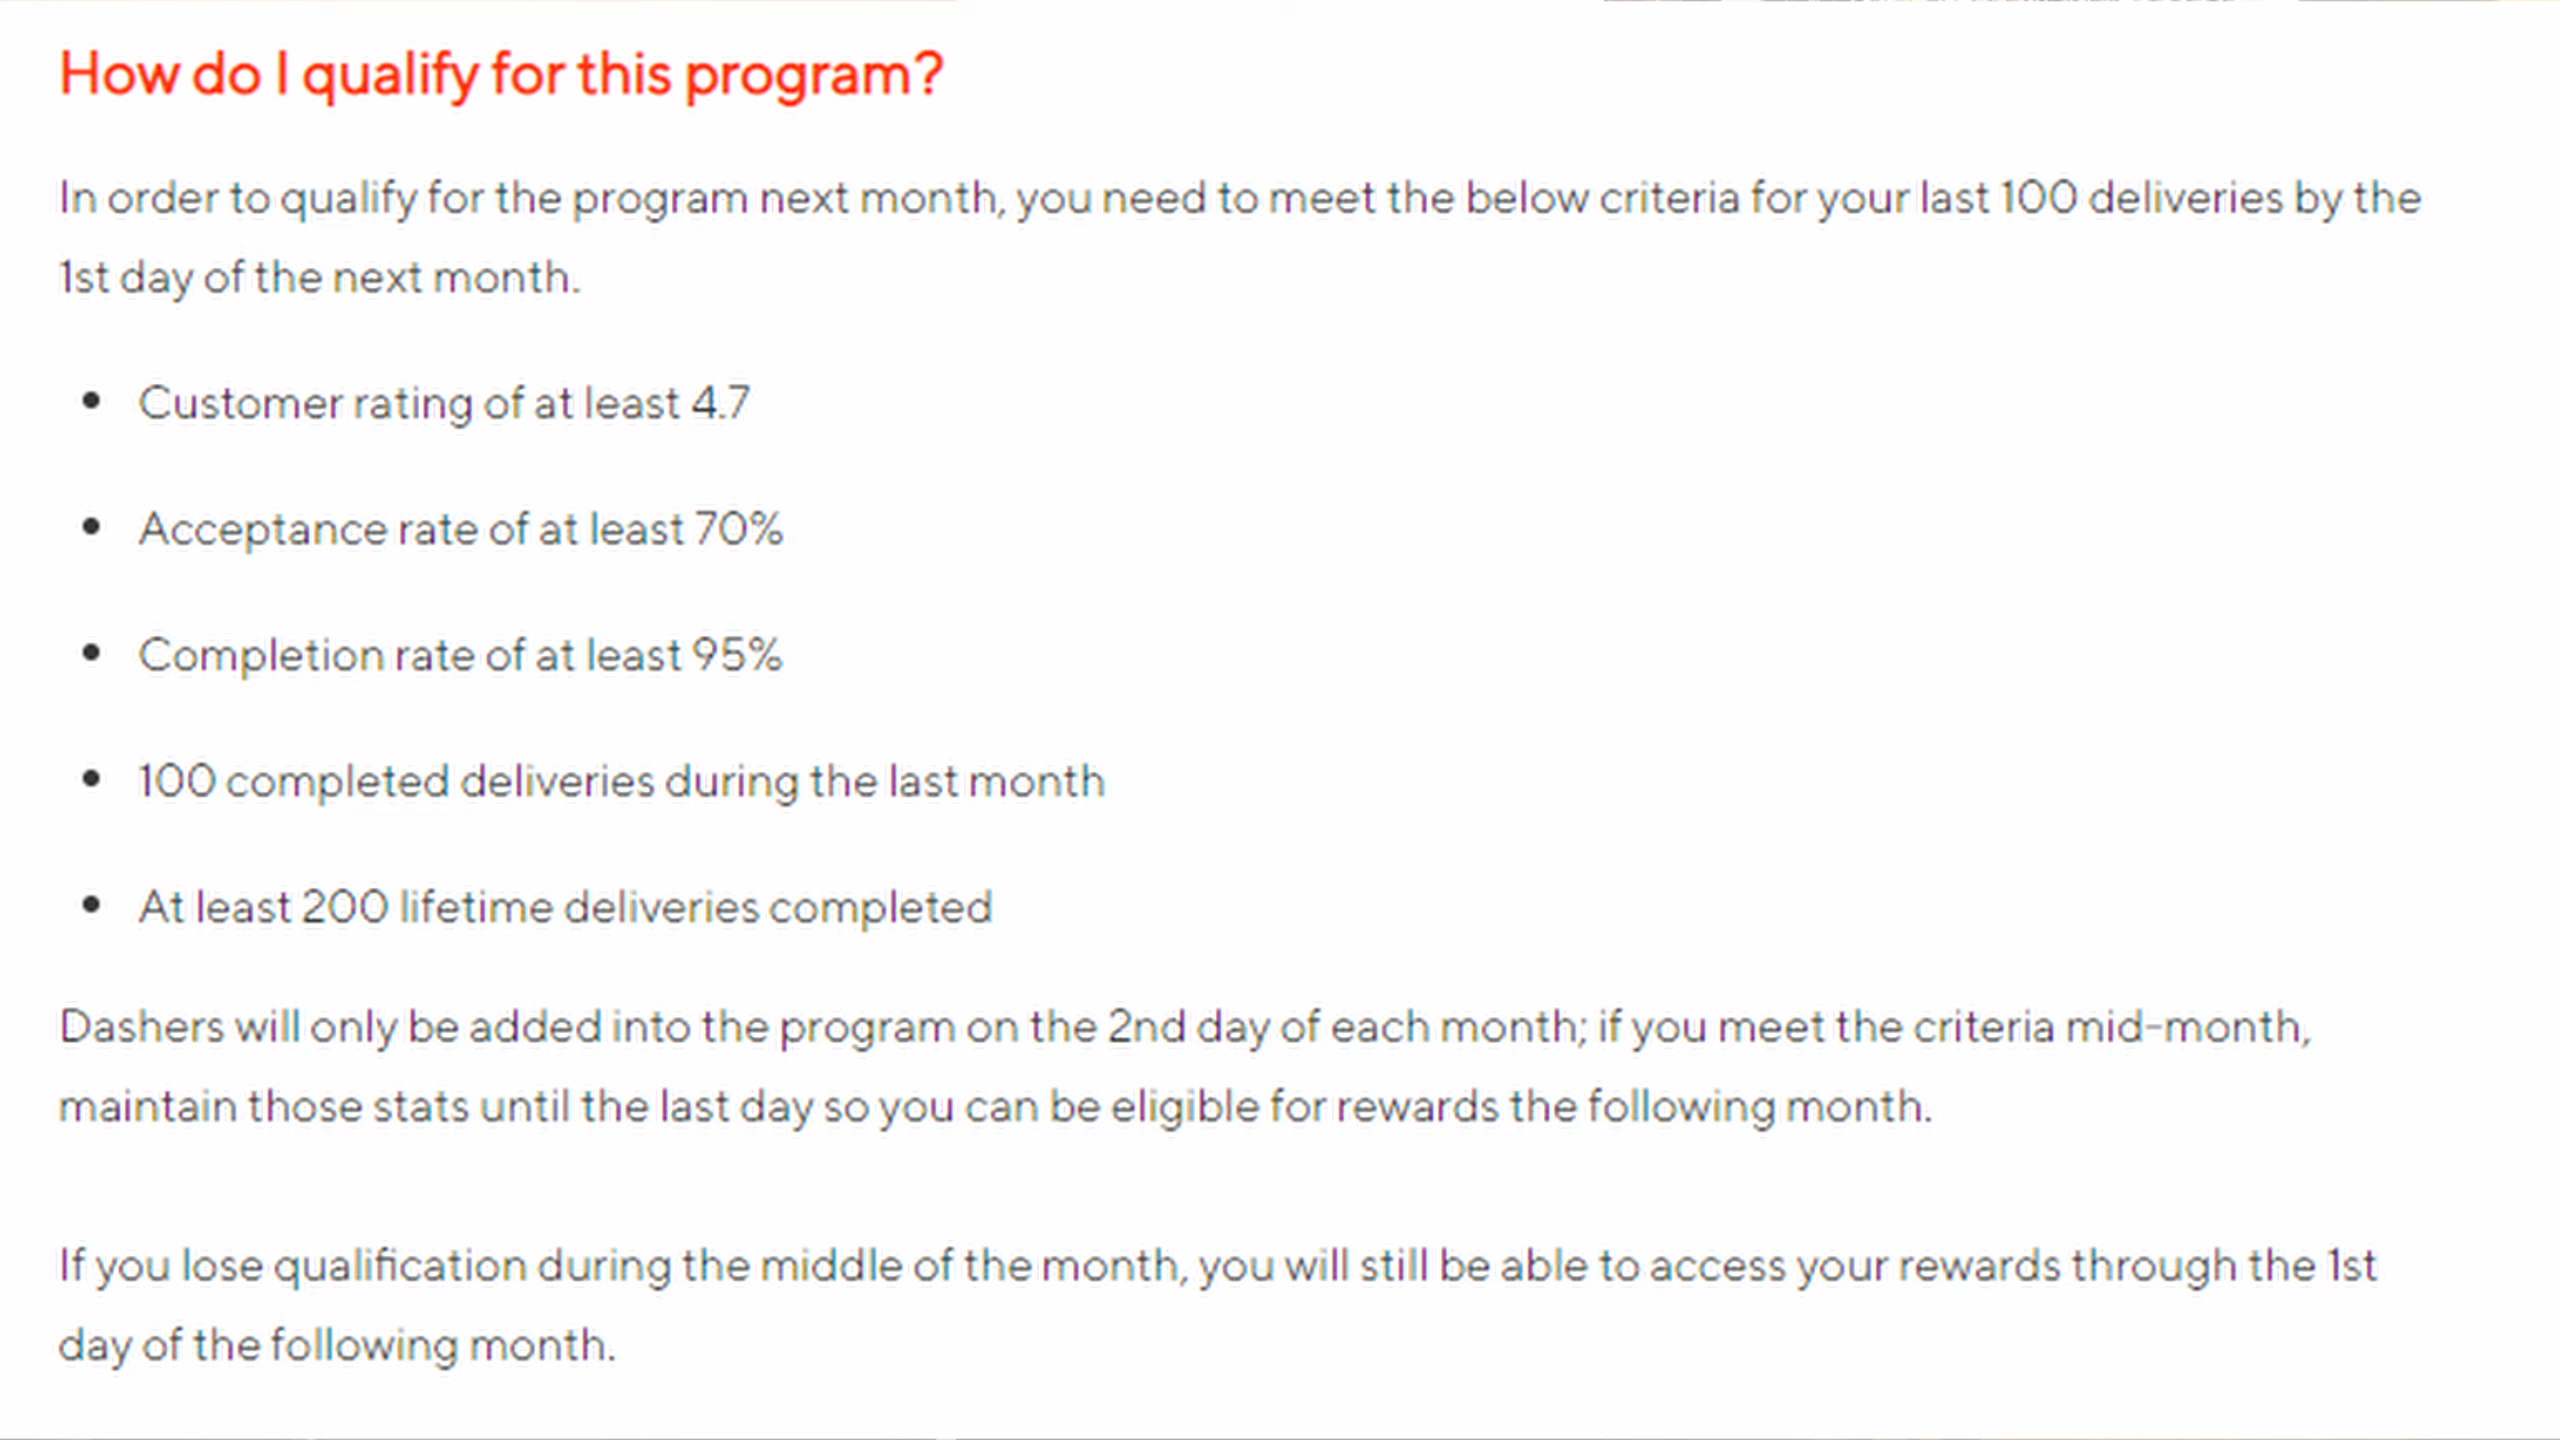 How do I qualify for this program?
In order to qualify for the program next month, you need to meet the below criteria for your last 100 deliveries by the
1st day of the next month.
• Customer rating of at least 4.7
• Acceptance rate of at least 70%
• Completion rate of at least 95%
• 100 completed deliveries during the last month
• At least 200 lifetime deliveries completed
Dashers will only be added into the program on the 2nd day of each month; if you meet the criteria mid-month,
maintain those stats until the last day so you can be eligible for rewards the following month.
If you lose qualification during the middle of the month, you will still be able to access your rewards through the 1st
day of the following month.